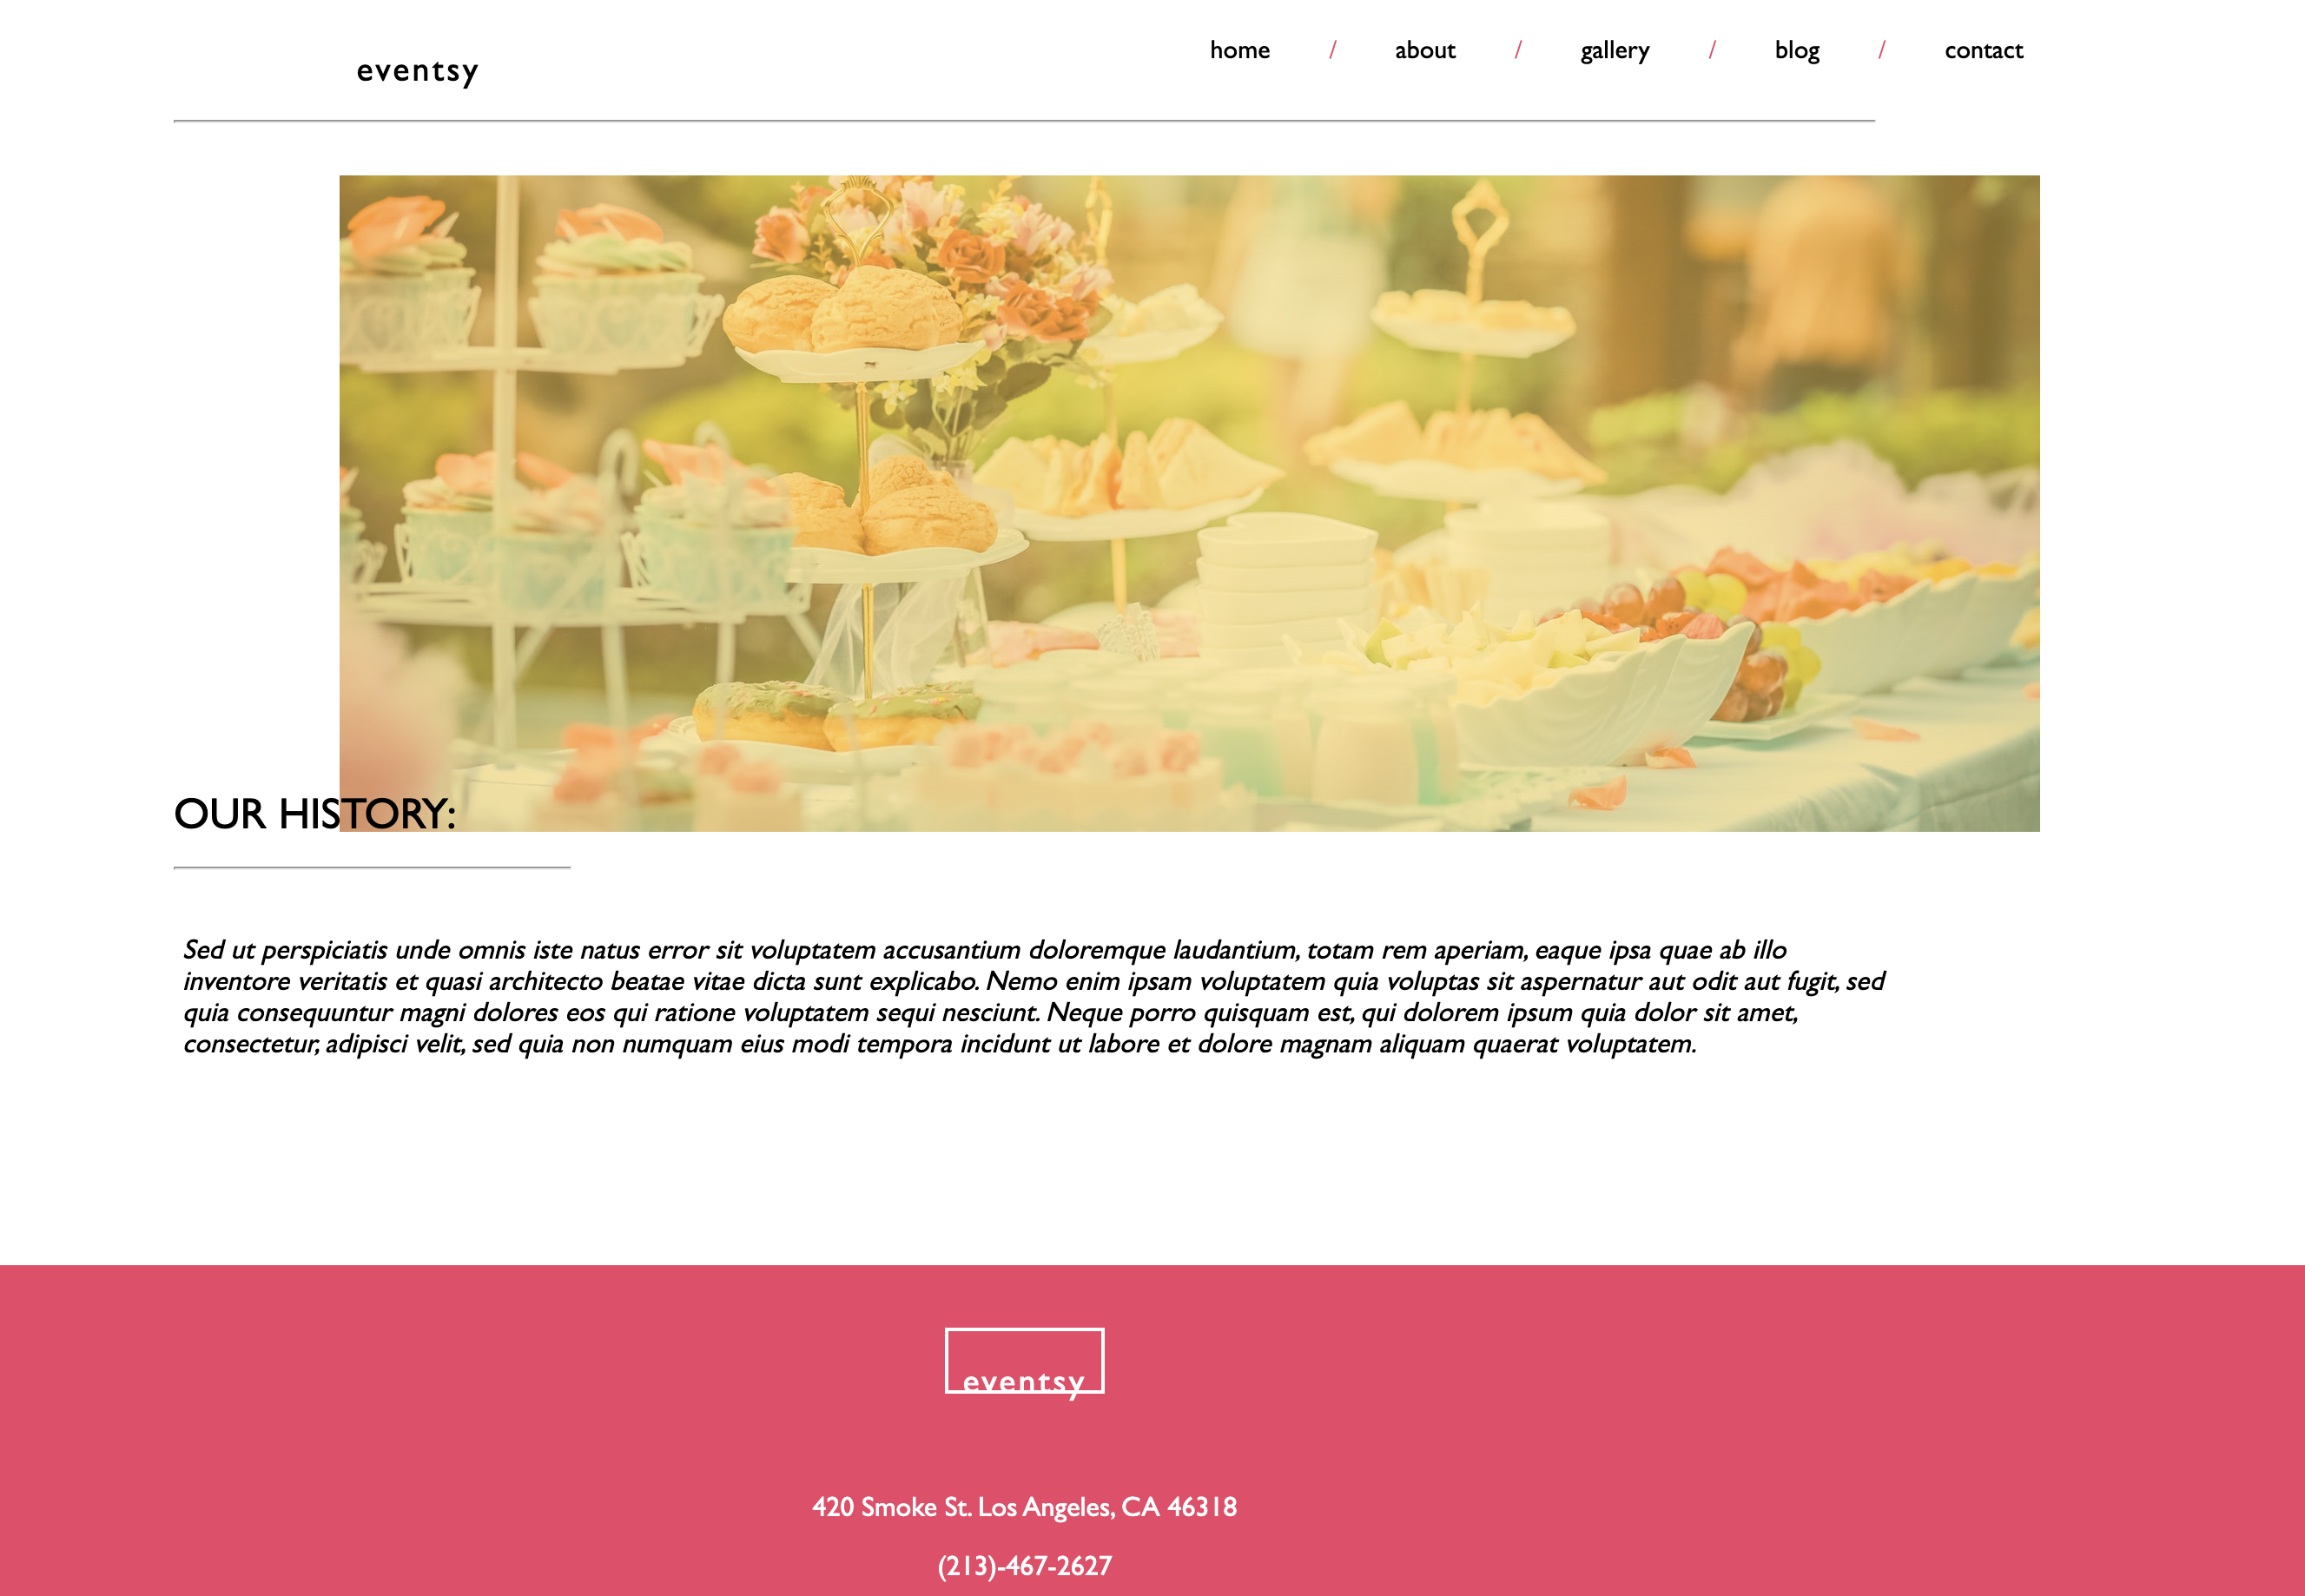 eventsy
home / about / gallery / blog / contact
OUR HISTORY:
Sed ut perspiciatis unde omnis iste natus error sit voluptatem accusantium doloremque laudantium, totam rem aperiam, eaque ipsa quae ab illo
inventore veritatis et quasi architecto beatae vitae dicta sunt explicabo. Nemo enim ipsam voluptatem quia voluptas sit aspernatur aut odit aut fugit, sed
quia consequuntur magni dolores eos qui ratione voluptatem sequi nesciunt. Neque porro quisquam est, qui dolorem ipsum quia dolor sit amet,
consectetur, adipisci velit, sed quia non numquam eius modi tempora incidunt ut labore et dolore magnam aliquam quaerat voluptatem.
eventsy
420 Smoke St. Los Angeles, CA 46318
(213)-467-2627